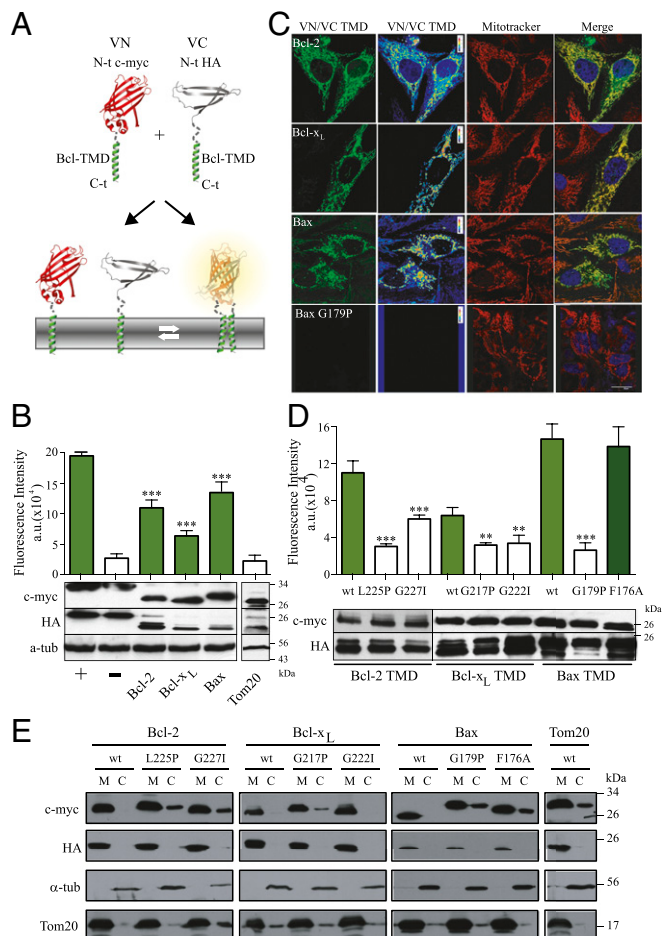 A
VN
N-t c-myc
VC
N-t HA
+
Bcl-TMD
Bcl-TMD
C-t
C-t
C
VN/VC TMD
VN/VC TMD
Mitotracker
Merge
Bcl-2
Bcl-xL
Bax
Bax G179P
B
Fluorescence Intensity
a.u.(x10⁴)
20
15
10
5
0
***
***
***
c-myc
HA
a-tub
34
26
26
56
43
kDa
+
-
Bcl-2
Bcl-xL
Bax
Tom20
D
Fluorescence Intensity
a.u.(x10⁴)
16
12
8
4
0
***
***
**
**
***
wt L225P G227I
wt G217P G222I
wt G179P F176A
kDa
c-myc
26
HA
26
Bcl-2 TMD
Bcl-xL TMD
Bax TMD
E
Bcl-2
Bcl-xL
Bax
Tom20
wt L225P G227I
wt G217P G222I
wt G179P F176A
wt
M C M C M C
M C M C M C
M C M C M C
M C
kDa
c-myc
34
26
HA
26
α-tub
56
Tom20
17